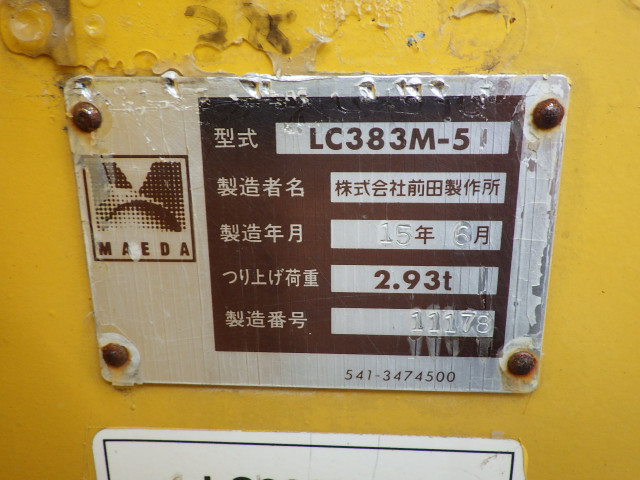 MAEDA
型式 LC383M-5
製造者名 株式会社前田製作所
製造年月 15年 6月
つり上げ荷重 2.93t
製造番号 11178
541-3474500